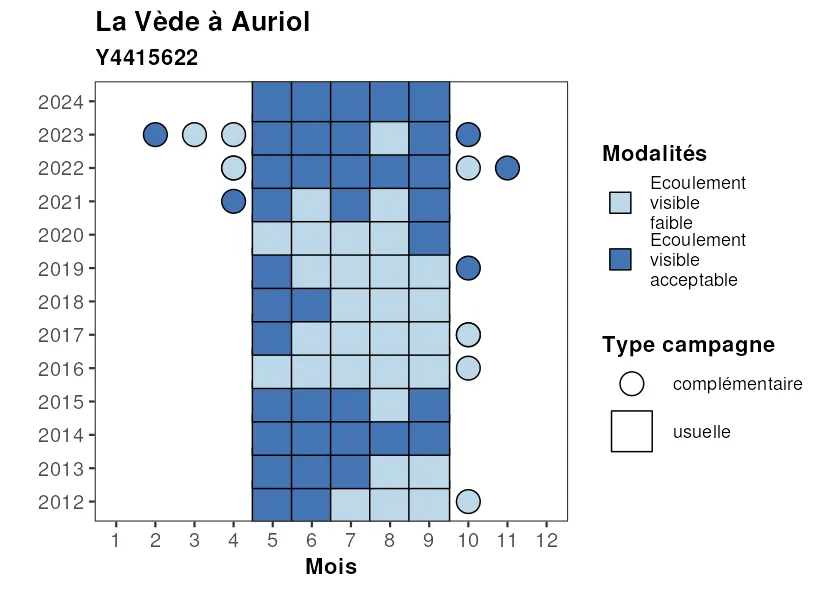 La Vède à Auriol
Y4415622
2024
2023
2022
2021
2020
2019
2018
2017
2016
2015
2014
2013
2012
1 2 3 4 5 6 7 8 9 10 11 12
Mois
Modalités
Ecoulement
visible
faible
Ecoulement
visible
acceptable
Type campagne
complémentaire
usuelle